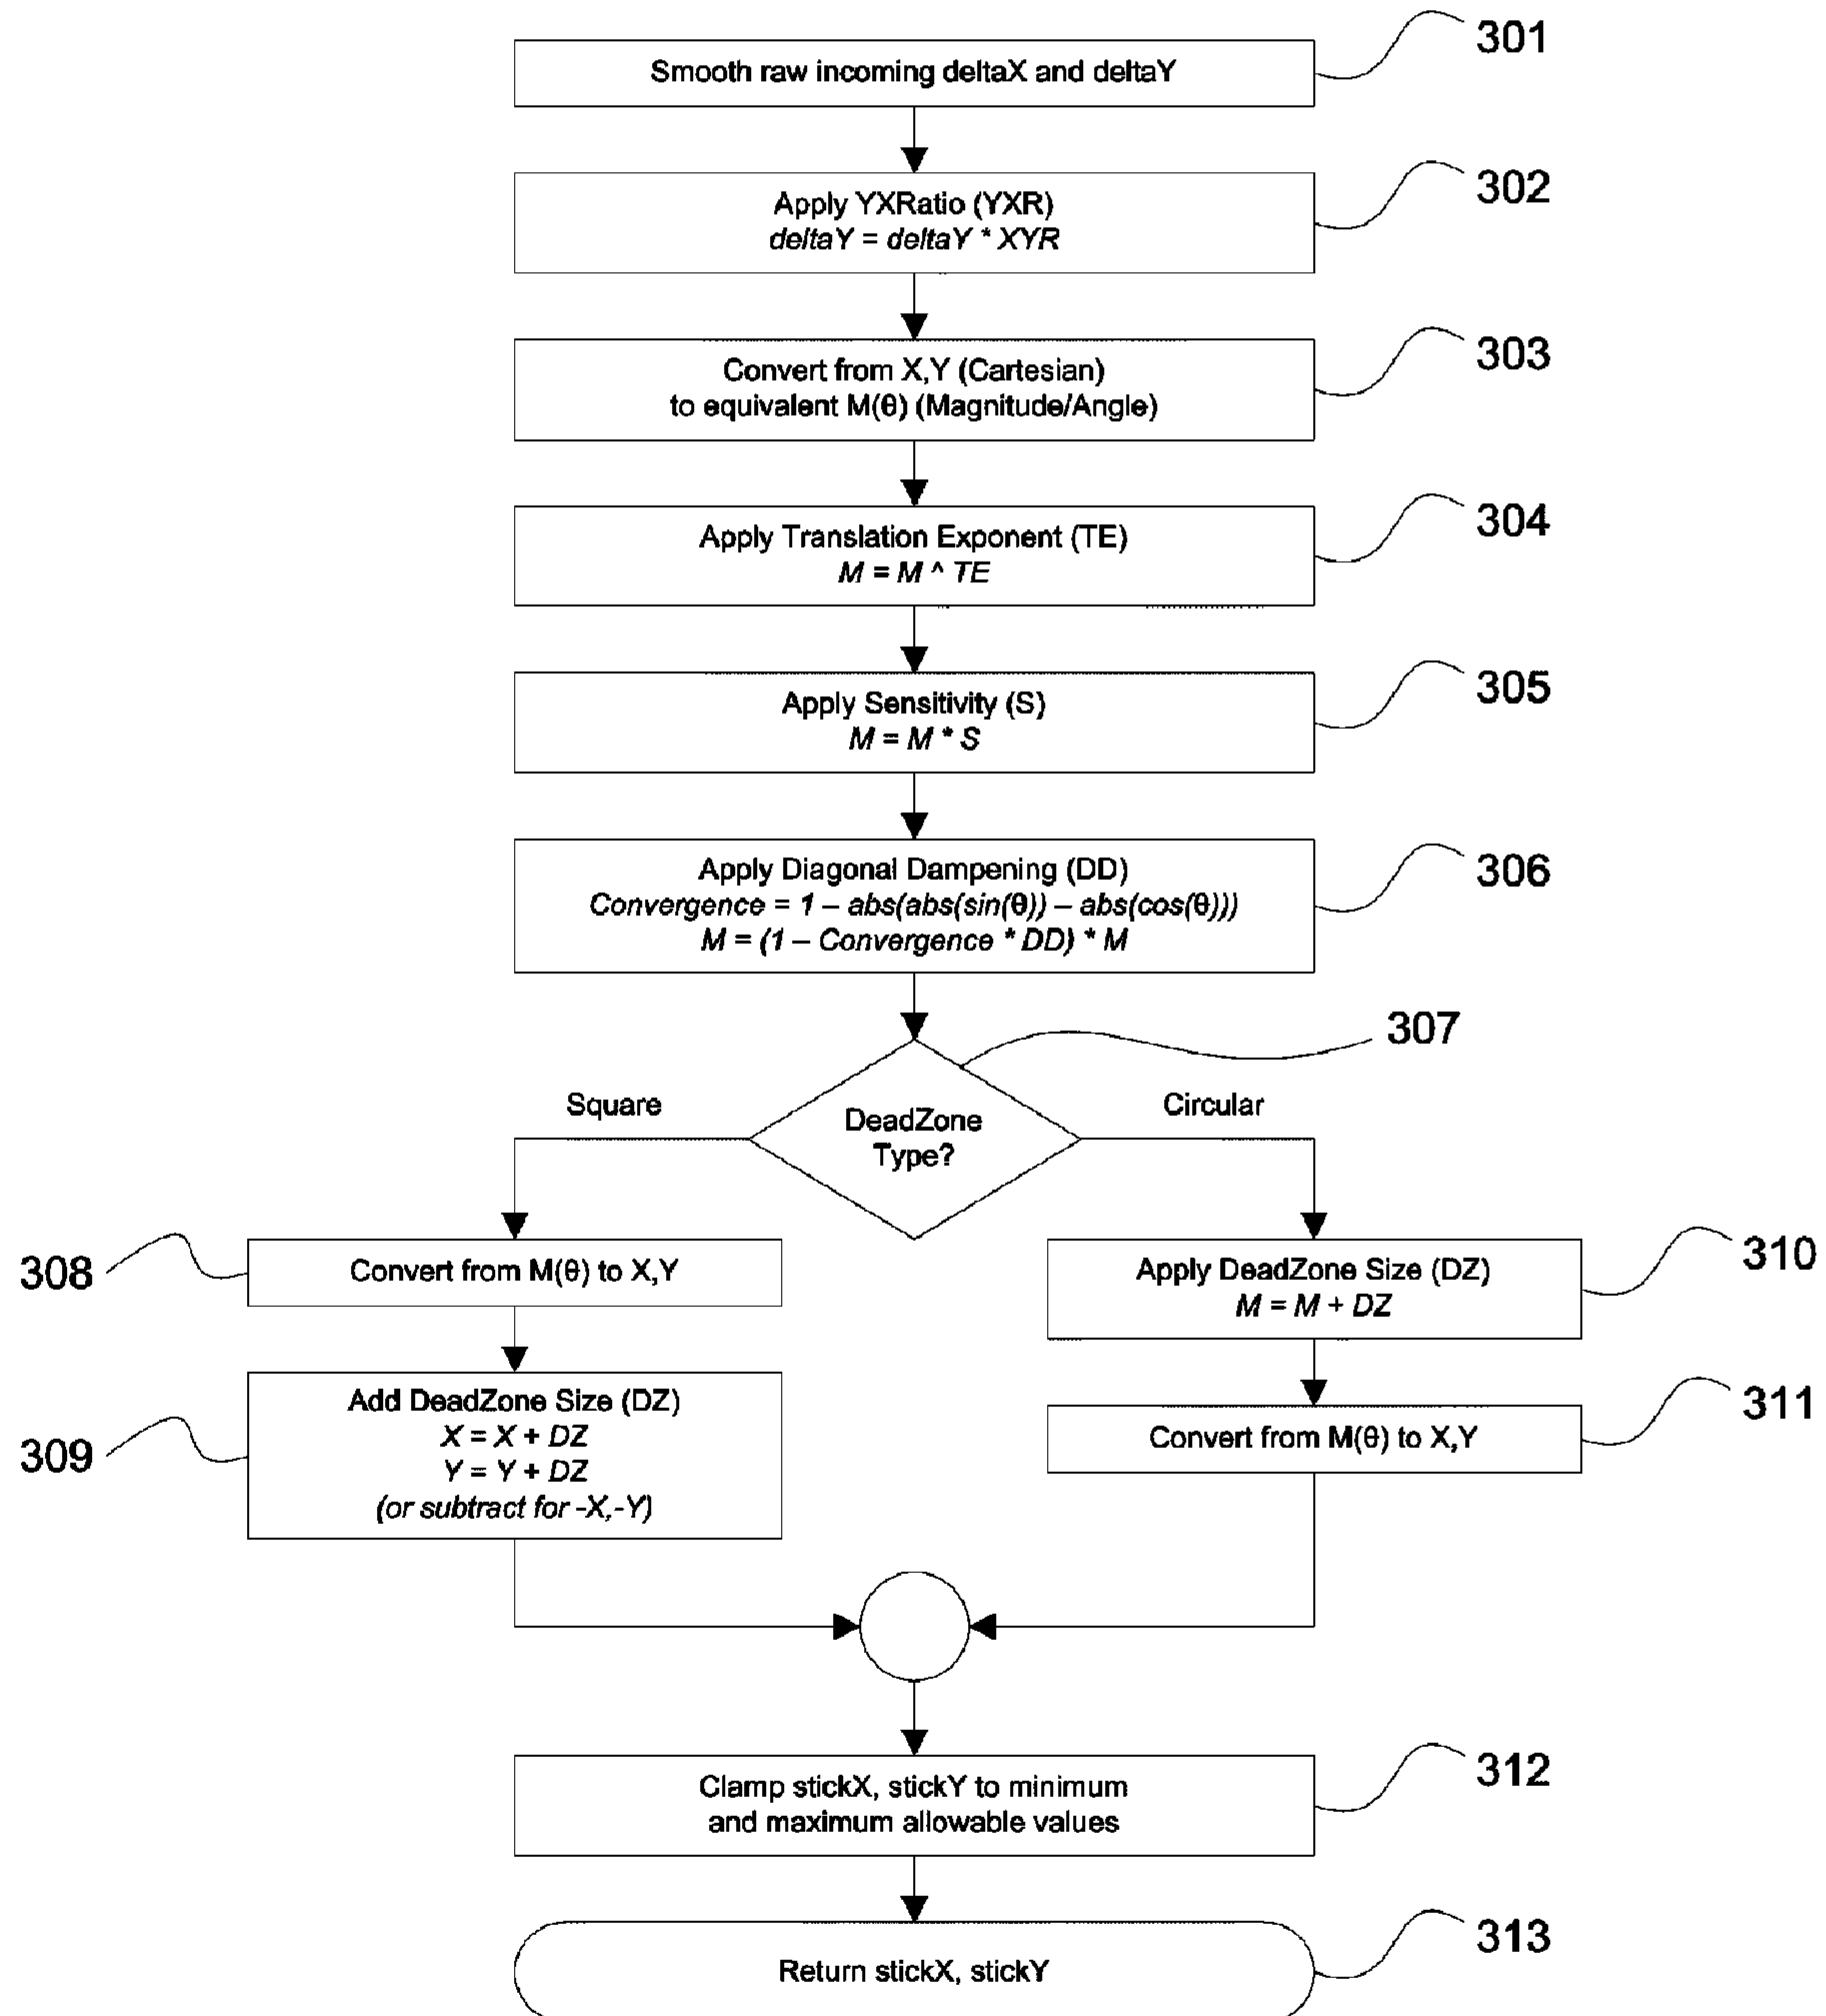 301
Smooth raw incoming deltaX and deltaY
302
Apply YXRatio (YXR)
deltaY = deltaY * XYR
303
Convert from X,Y (Cartesian)
to equivalent M(θ) (Magnitude/Angle)
304
Apply Translation Exponent (TE)
M = M ^ TE
305
Apply Sensitivity (S)
M = M * S
306
Apply Diagonal Dampening (DD)
Convergence = 1 – abs(abs(sin(θ)) – abs(cos(θ)))
M = (1 – Convergence * DD) * M
307
DeadZone
Type?
Square
Circular
308
Convert from M(θ) to X,Y
309
Add DeadZone Size (DZ)
X = X + DZ
Y = Y + DZ
(or subtract for -X,-Y)
310
Apply DeadZone Size (DZ)
M = M + DZ
311
Convert from M(θ) to X,Y
312
Clamp stickX, stickY to minimum
and maximum allowable values
313
Return stickX, stickY